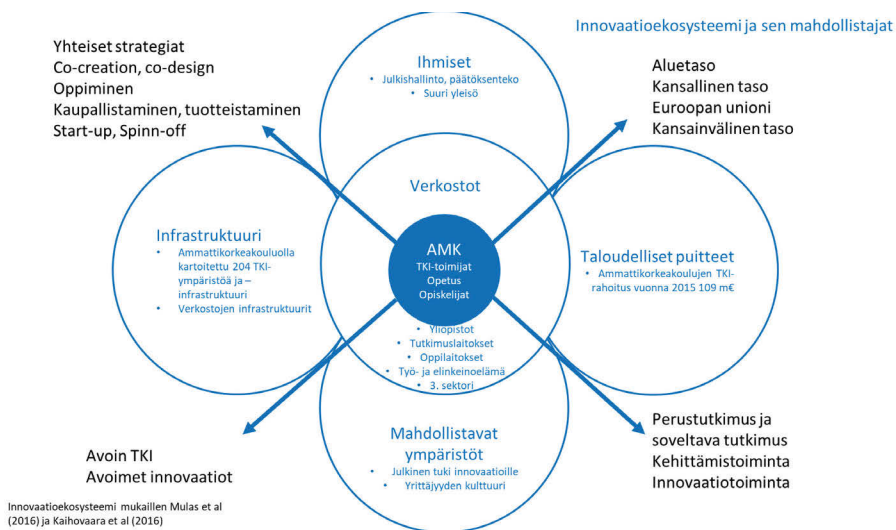 Innovaatioekosysteemi ja sen mahdollistajat
Yhteiset strategiat
Co-creation, co-design
Oppiminen
Kaupallistaminen, tuotteistaminen
Start-up, Spinn-off
Ihmiset
• Julkishallinto, päätöksenteko
• Suuri yleisö
Aluetaso
Kansallinen taso
Euroopan unioni
Kansainvälinen taso
Verkostot
Infrastruktuuri
• Ammattikorkeakouluolla
kartoitettu 204 TKI-
ympäristöä ja –
infrastruktuuri
• Verkostojen infrastruktuurit
AMK
TKI-toimijat
Opetus
Opiskelijat
Taloudelliset puitteet
• Ammattikorkeakoulujen TKI-
rahoitus vuonna 2015 109 m€
• Yliopistot
• Tutkimuslaitokset
• Oppilaitokset
• Työ- ja elinkeinoelämä
• 3. sektori
Mahdollistavat
ympäristöt
• Julkinen tuki innovaatioille
• Yrittäjyyden kulttuuri
Avoin TKI
Avoimet innovaatiot
Perustutkimus ja
soveltava tutkimus
Kehittämistoiminta
Innovaatiotoiminta
Innovaatioekosysteemi mukaillen Mulas et al
(2016) ja Kaihovaara et al (2016)